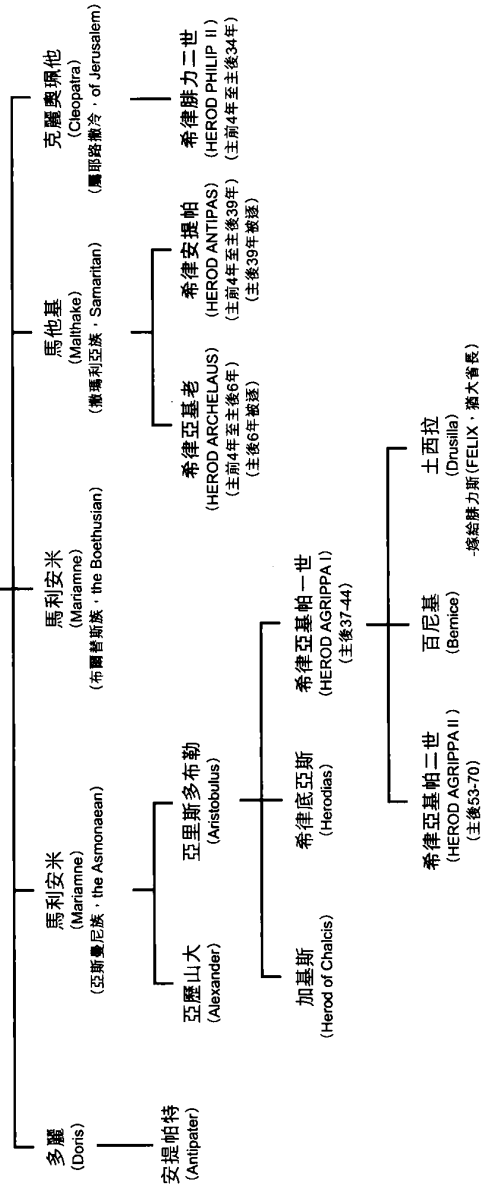 多麗
(Doris)
馬利安米
(Mariamne)
(亞斯曼尼族，the Asmonaean)
馬利安米
(Mariamne)
(布爾替斯族，the Boethusian)
馬他基
(Malthake)
(撒瑪利亞族，Samaritan)
克麗奧珮他
(Cleopatra)
(屬耶路撒冷，of Jerusalem)
安提帕特
(Antipater)
亞歷山大
(Alexander)
亞里斯多布勒
(Aristobulus)
希律亞基老
(HEROD ARCHELAUS)
(主前4年至主後6年)
(主後6年被逐)
希律安提帕
(HEROD ANTIPAS)
(主前4年至主後39年)
(主後39年被逐)
希律腓力二世
(HEROD PHILIP II)
(主前4年至主後34年)
加基斯
(Herod of Chalcis)
希律底亞斯
(Herodias)
希律亞基帕一世
(HEROD AGRIPPA I)
(主後37-44)
希律亞基帕二世
(HEROD AGRIPPA II)
(主後53-70)
百尼基
(Bernice)
土西拉
(Drusilla)
-嫁給腓力斯(FELIX，猶大省長)